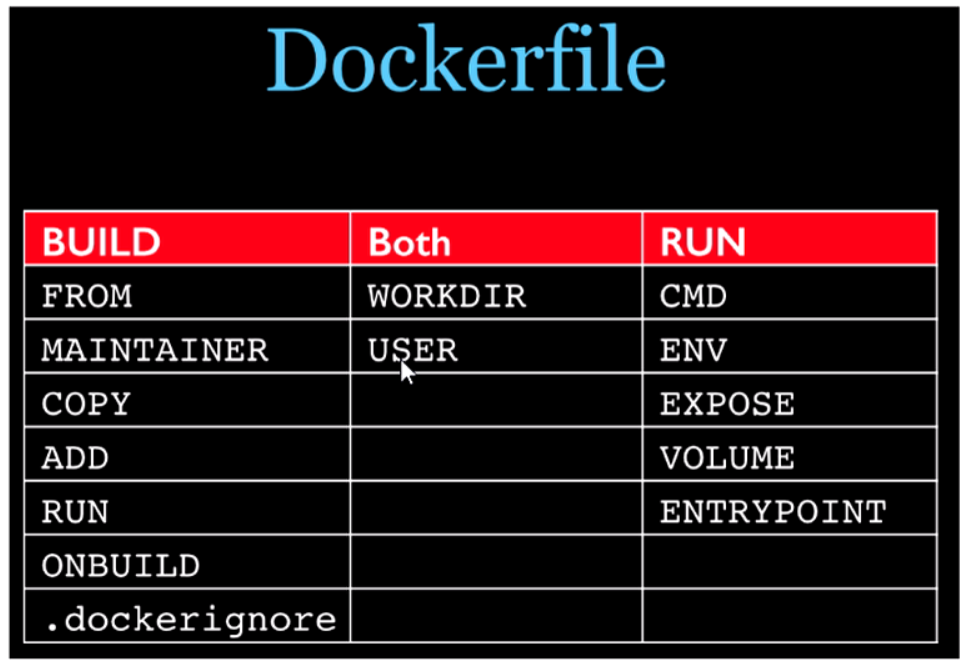 Dockerfile
BUILD Both RUN
FROM WORKDIR CMD
MAINTAINER USER ENV
COPY EXPOSE
ADD VOLUME
RUN ENTRYPOINT
ONBUILD
.dockerignore